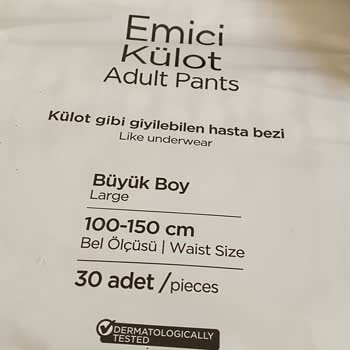 Emici
Külot
Adult Pants
Külot gibi giyilebilen hasta bezi
Like underwear
Büyük Boy
Large
100-150 cm
Bel Ölçüsü | Waist Size
30 adet /pieces
DERMATOLOGICALLY
TESTED